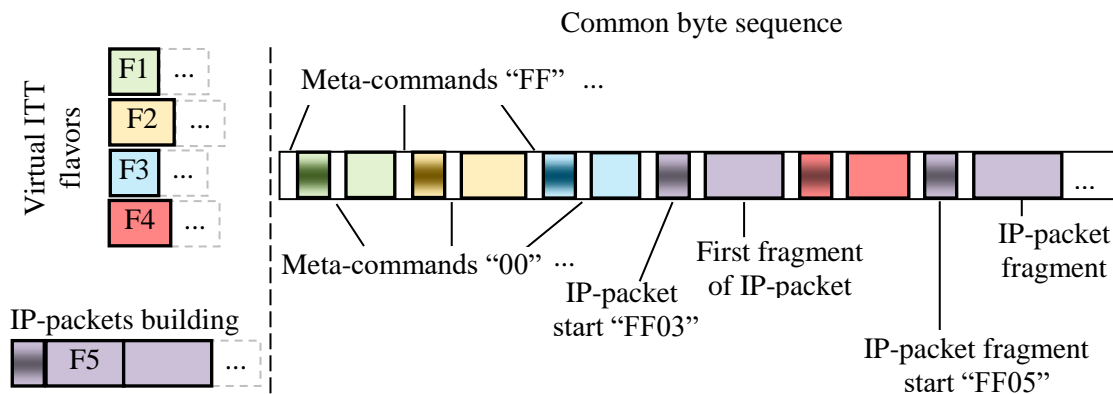 Common byte sequence
Virtual ITT
flavors
F1 ...
F2 ...
F3 ...
F4 ...
Meta-commands “FF” ...
...
Meta-commands “00” ...
IP-packet
start “FF03”
First fragment
of IP-packet
IP-packet
fragment
IP-packet fragment
start “FF05”
IP-packets building
F5 ...